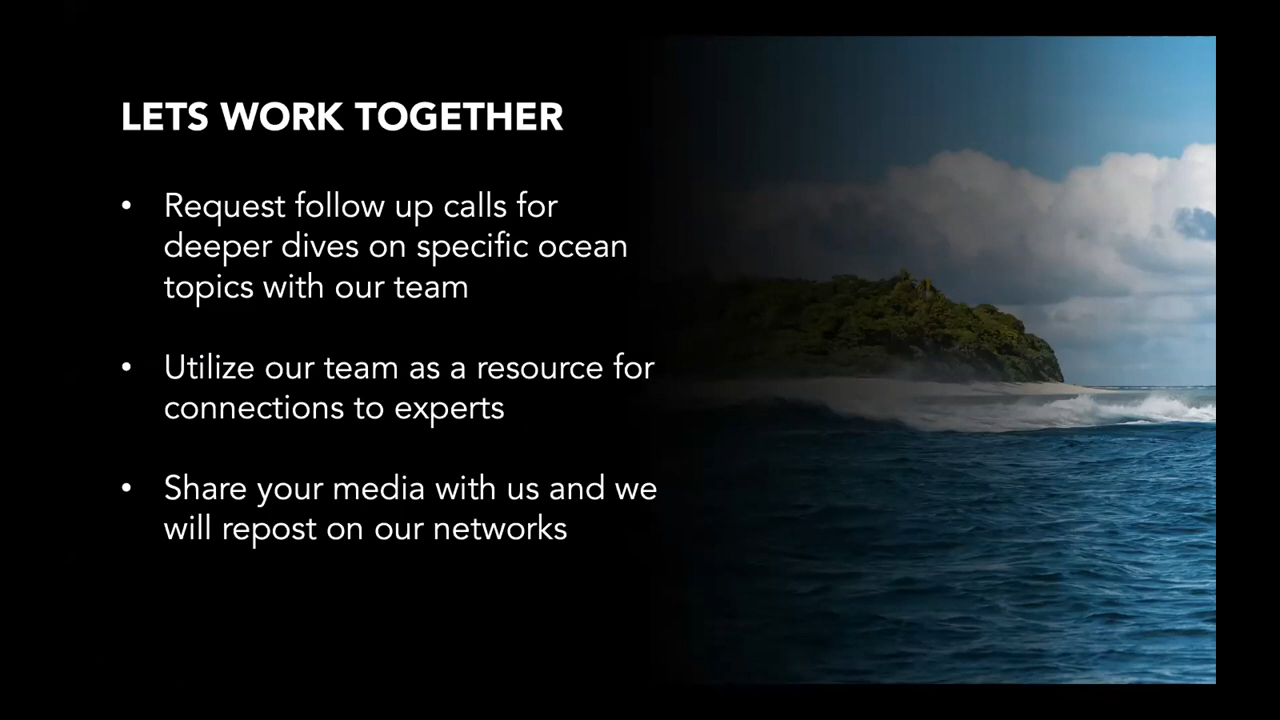 LETS WORK TOGETHER
• Request follow up calls for
deeper dives on specific ocean
topics with our team
• Utilize our team as a resource for
connections to experts
• Share your media with us and we
will repost on our networks